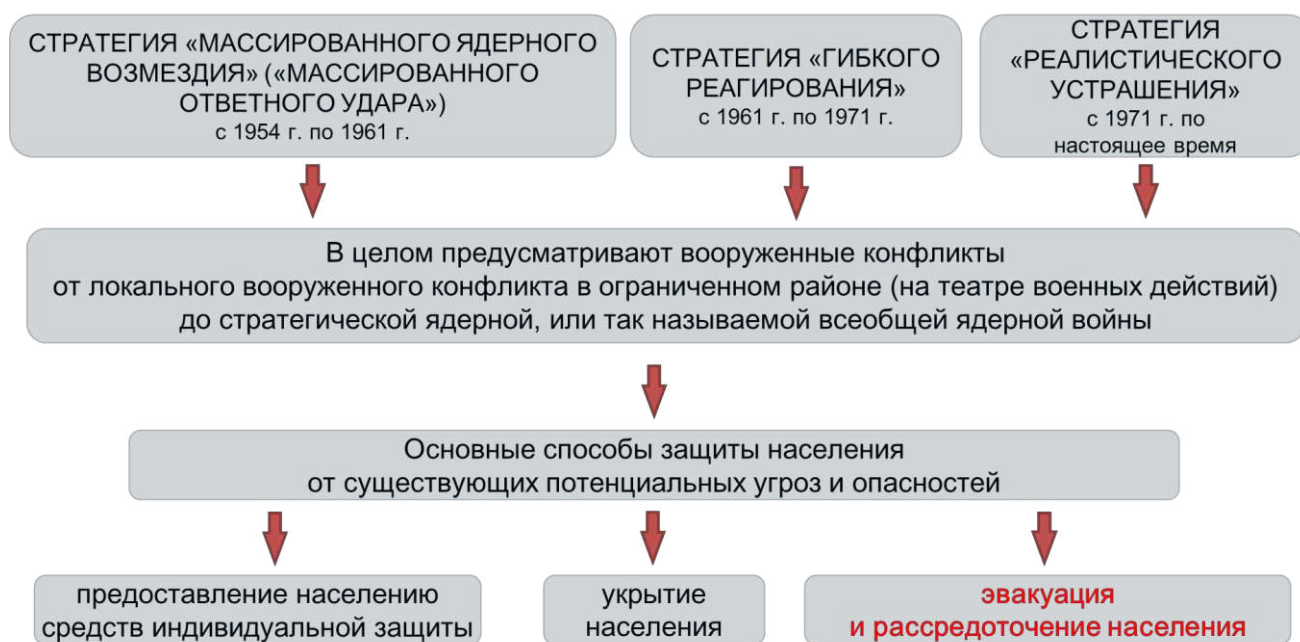 СТРАТЕГИЯ «МАССИРОВАННОГО ЯДЕРНОГО
ВОЗМЕЗДИЯ» («МАССИРОВАННОГО
ОТВЕТНОГО УДАРА»)
с 1954 г. по 1961 г.
СТРАТЕГИЯ «ГИБКОГО
РЕАГИРОВАНИЯ»
с 1961 г. по 1971 г.
СТРАТЕГИЯ
«РЕАЛИСТИЧЕСКОГО
УСТРАШЕНИЯ»
с 1971 г. по
настоящее время
В целом предусматривают вооруженные конфликты
от локального вооруженного конфликта в ограниченном районе (на театре военных действий)
до стратегической ядерной, или так называемой всеобщей ядерной войны
Основные способы защиты населения
от существующих потенциальных угроз и опасностей
предоставление населению
средств индивидуальной защиты
укрытие
населения
эвакуация
и рассредоточение населения